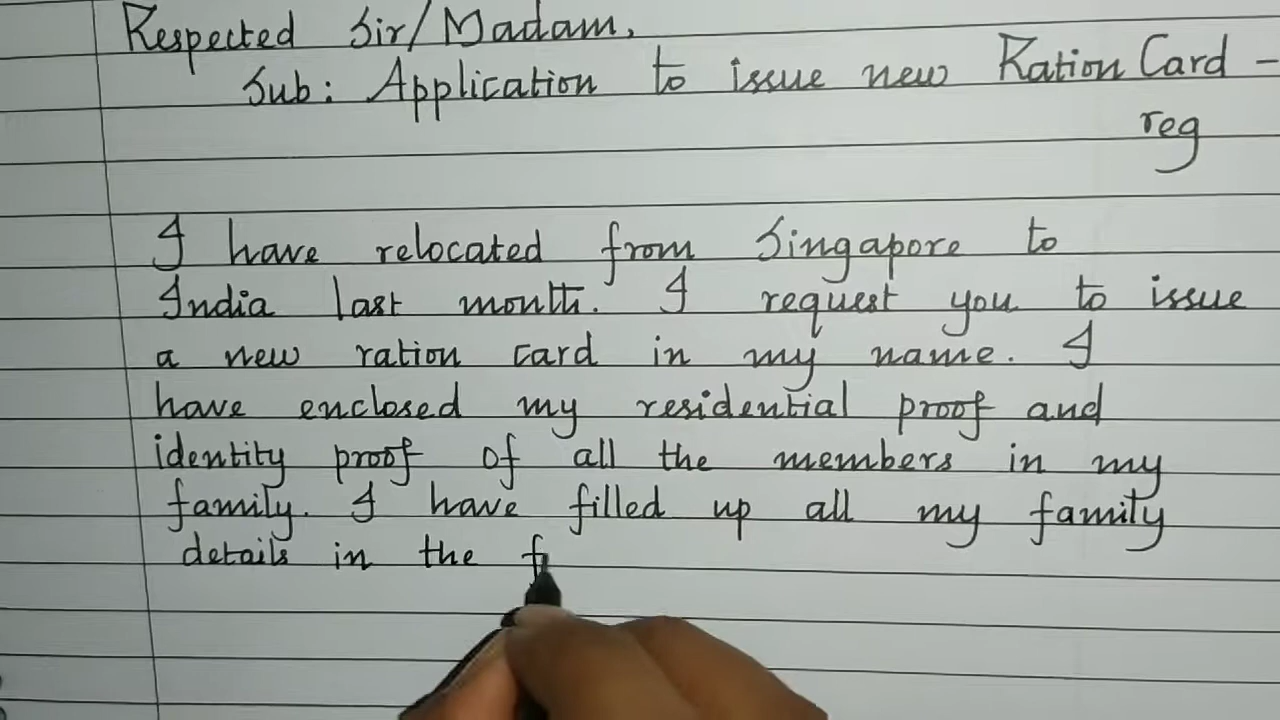 Respected Sir/Madam,
Sub: Application to issue new Ration Card -
reg
I have relocated from Singapore to
India last month. I request you to issue
a new ration card in my name. I
have enclosed my residential proof and
identity proof of all the members in my
family. I have filled up all my family
details in the f